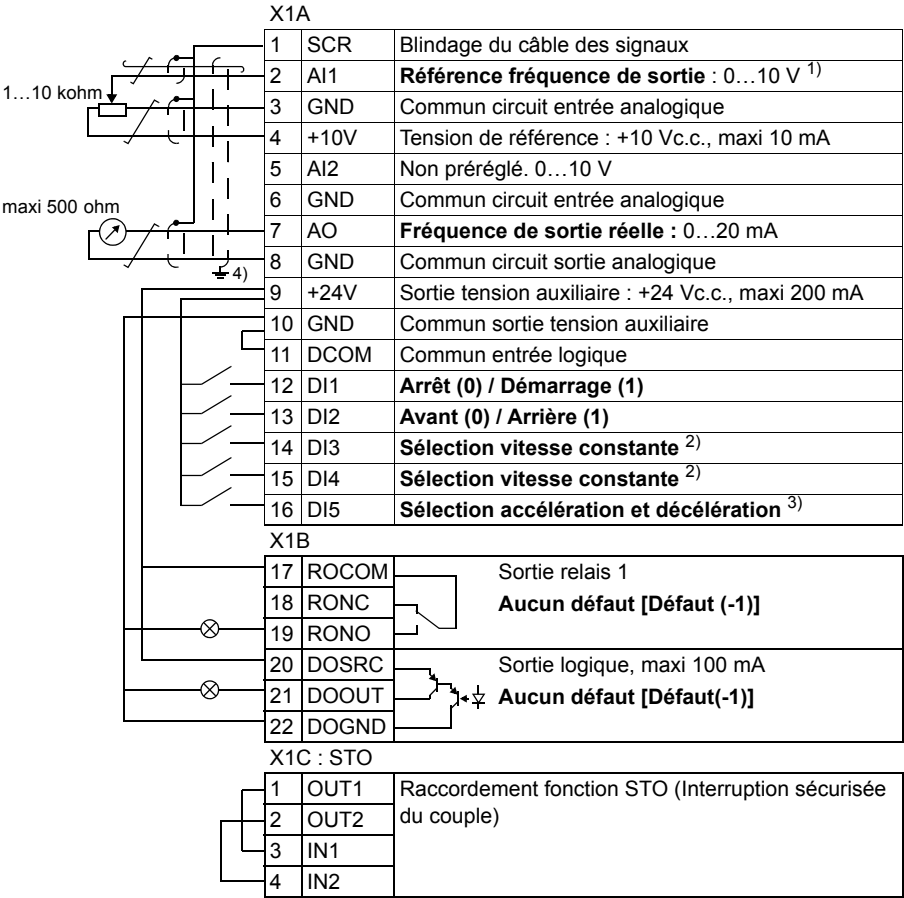 X1A
1 SCR Blindage du câble des signaux
2 AI1 Référence fréquence de sortie : 0…10 V 1)
1…10 kohm
3 GND Commun circuit entrée analogique
4 +10V Tension de référence : +10 Vc.c., maxi 10 mA
5 AI2 Non préréglé. 0…10 V
6 GND Commun circuit entrée analogique
maxi 500 ohm
7 AO Fréquence de sortie réelle : 0…20 mA
8 GND Commun circuit sortie analogique
4)
9 +24V Sortie tension auxiliaire : +24 Vc.c., maxi 200 mA
10 GND Commun sortie tension auxiliaire
11 DCOM Commun entrée logique
12 DI1 Arrêt (0) / Démarrage (1)
13 DI2 Avant (0) / Arrière (1)
14 DI3 Sélection vitesse constante 2)
15 DI4 Sélection vitesse constante 2)
16 DI5 Sélection accélération et décélération 3)
X1B
17 ROCOM Sortie relais 1
18 RONC Aucun défaut [Défaut (-1)]
19 RONO
20 DOSRC Sortie logique, maxi 100 mA
21 DOOUT Aucun défaut [Défaut(-1)]
22 DOGND
X1C : STO
1 OUT1 Raccordement fonction STO (Interruption sécurisée
2 OUT2 du couple)
3 IN1
4 IN2